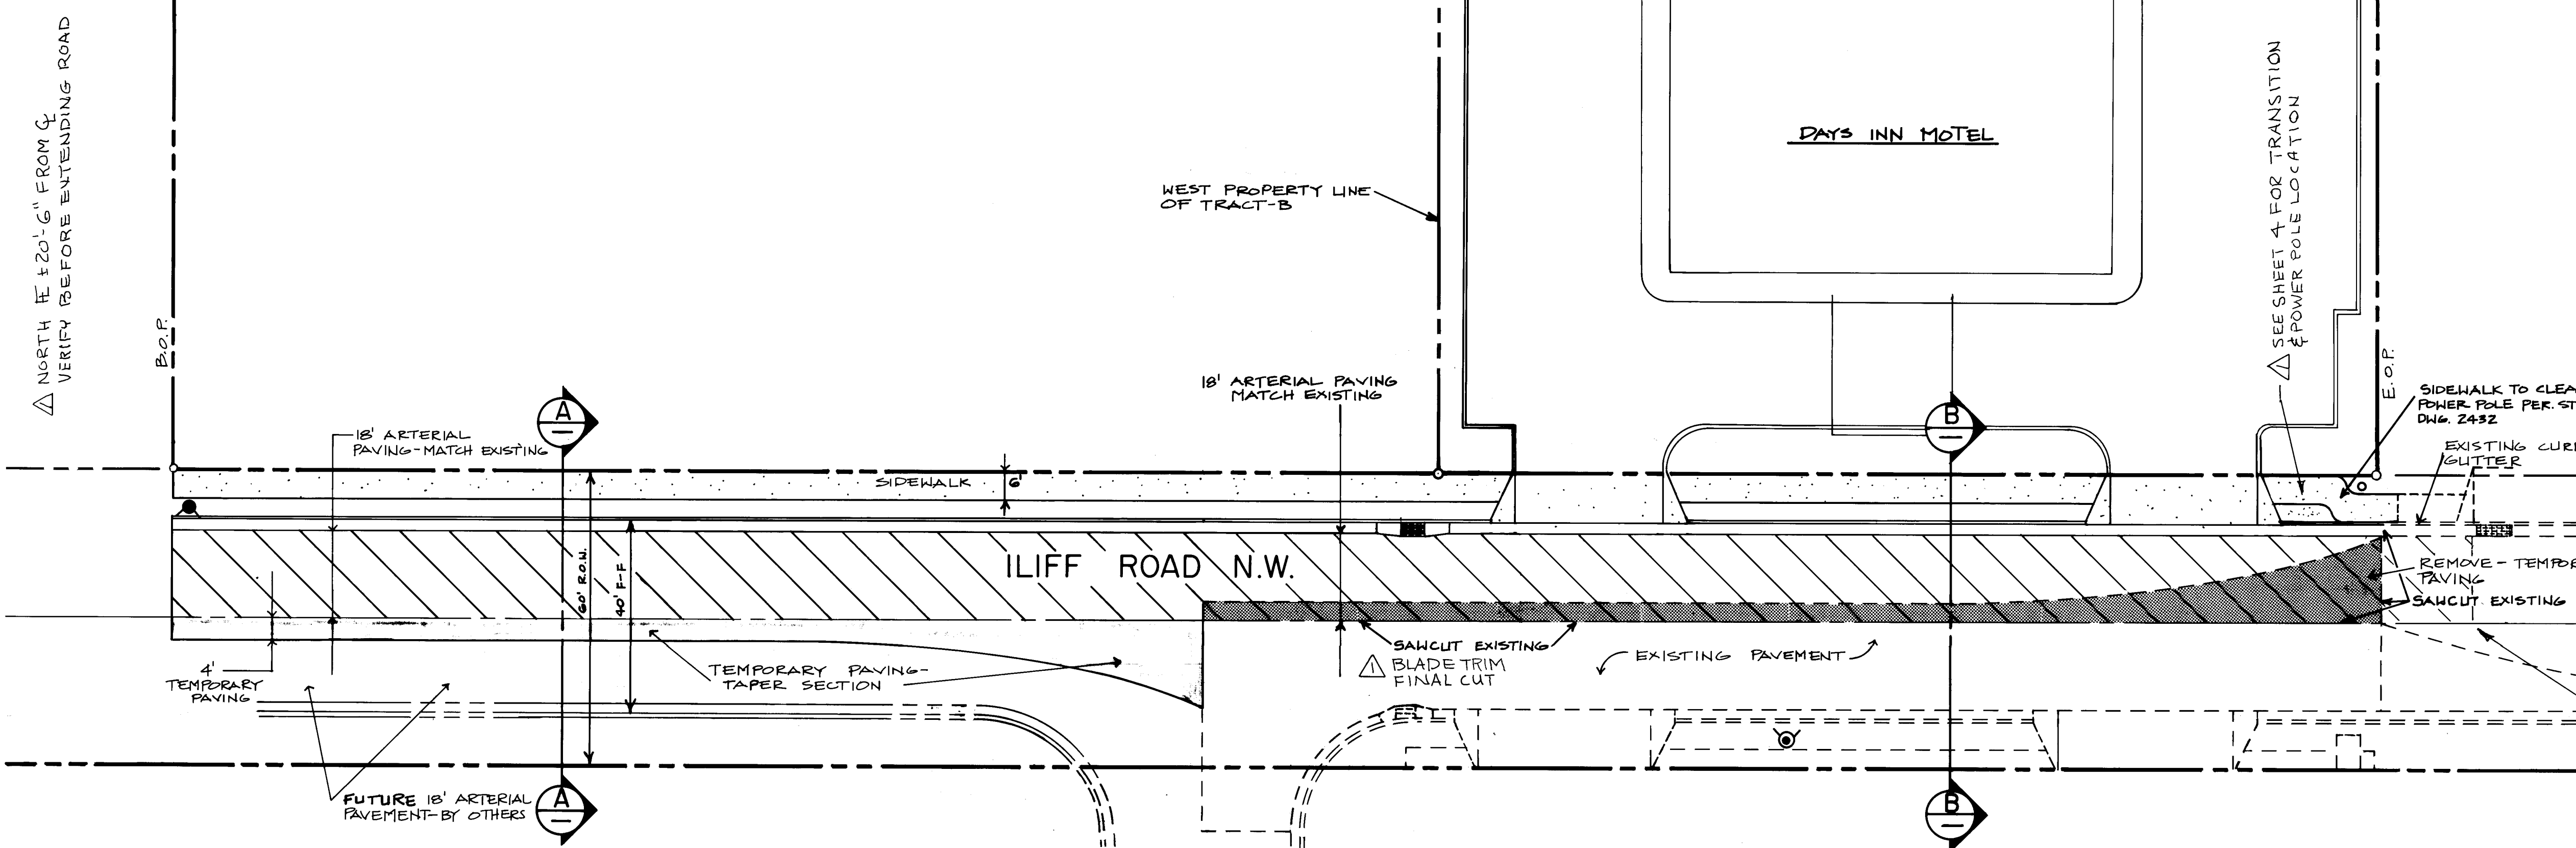 ⚠ NORTH ℄ ±20'-6" FROM ℄
VERIFY BEFORE EXTENDING ROAD
B.O.P.
WEST PROPERTY LINE
OF TRACT-B
DAYS INN MOTEL
SEE SHEET 4 FOR TRANSITION
& POWER POLE LOCATION
E.O.P.
SIDEWALK TO CLEA
POWER POLE PER. ST
DWG. 2432
EXISTING CUR
GUTTER
18' ARTERIAL PAVING
MATCH EXISTING
A
B
18' ARTERIAL
PAVING-MATCH EXISTING
SIDEWALK
6'
60' R.O.W.
40' F-F
ILIFF ROAD N.W.
REMOVE - TEMPOR
PAVING
SAWCUT EXISTING
SAWCUT EXISTING
1 BLADE TRIM
FINAL CUT
EXISTING PAVEMENT
TEMPORARY PAVING-
TAPER SECTION
4'
TEMPORARY
PAVING
FUTURE 18' ARTERIAL
PAVEMENT-BY OTHERS
A
B